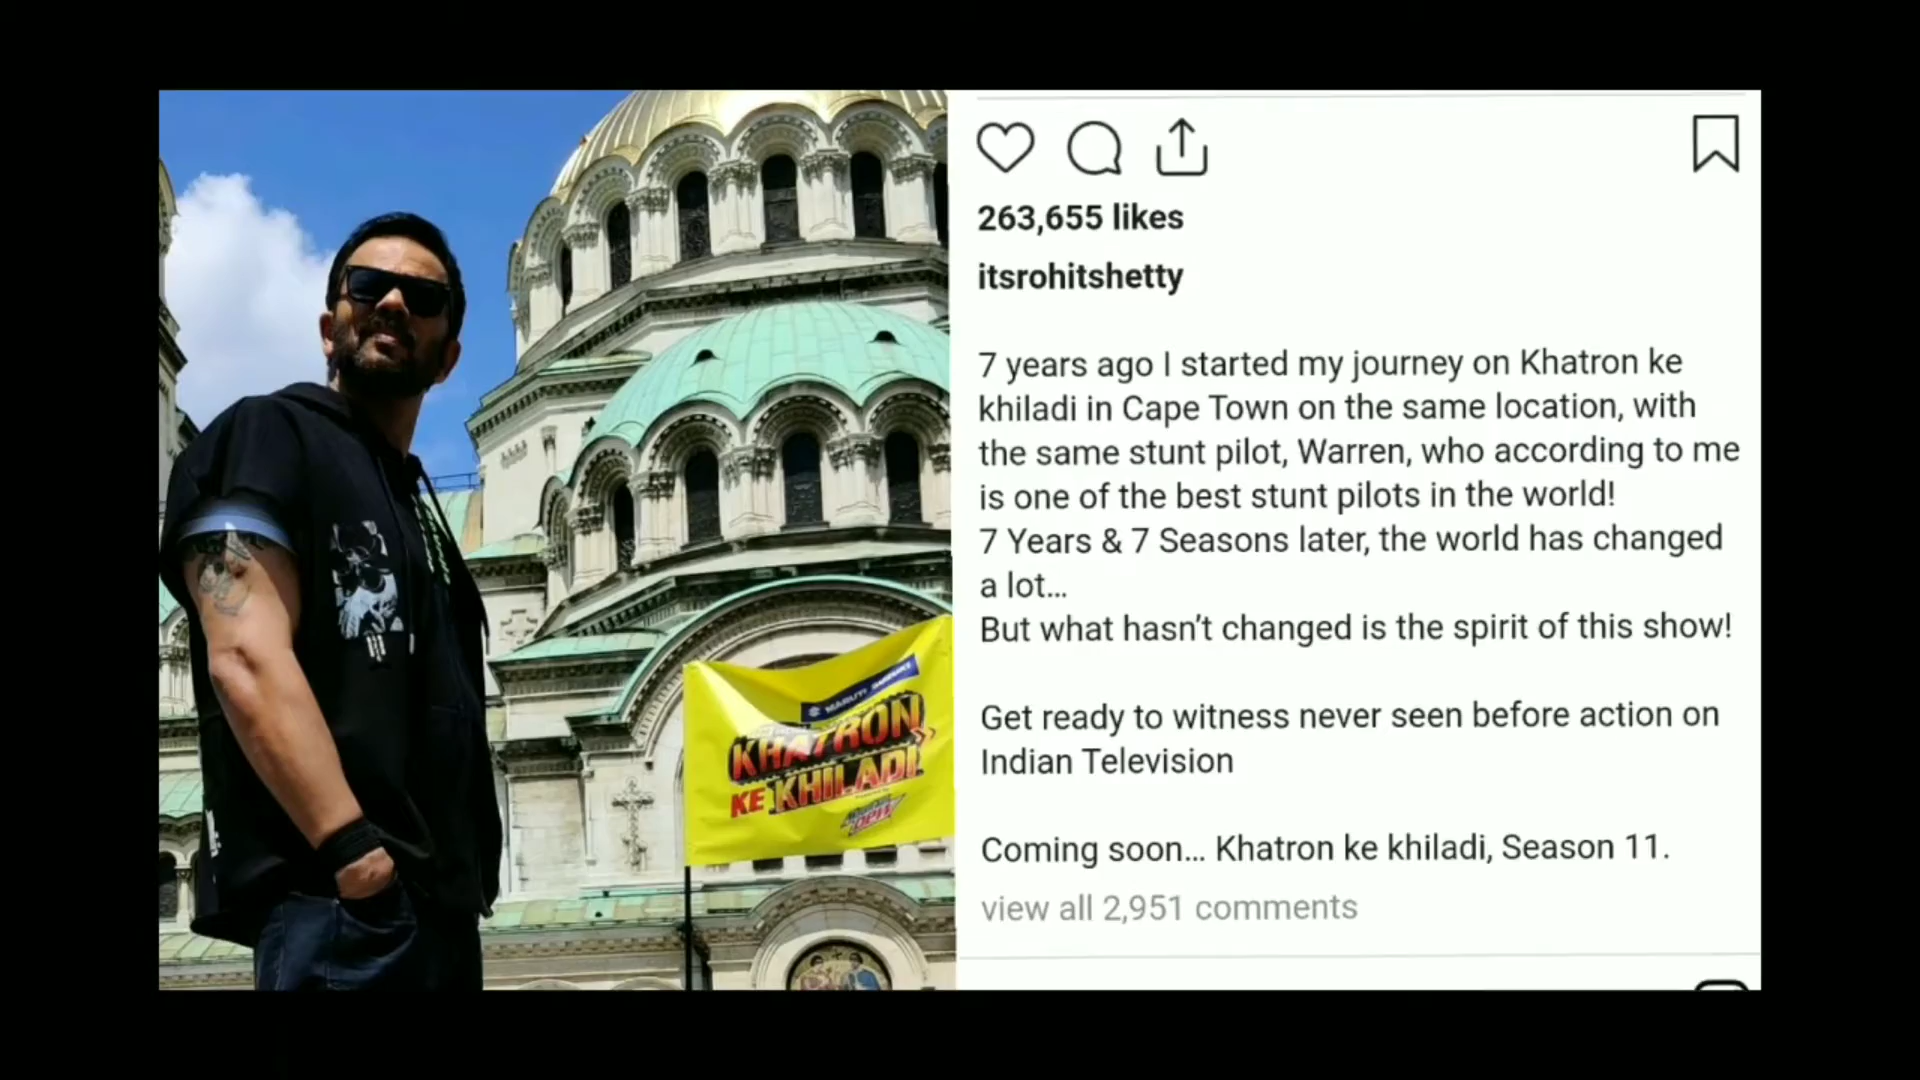 MARUTI SUZUKI
KHATRON
KE KHILADI
Mountain
DEW
263,655 likes
itsrohitshetty
7 years ago I started my journey on Khatron ke
khiladi in Cape Town on the same location, with
the same stunt pilot, Warren, who according to me
is one of the best stunt pilots in the world!
7 Years & 7 Seasons later, the world has changed
a lot...
But what hasn't changed is the spirit of this show!
Get ready to witness never seen before action on
Indian Television
Coming soon... Khatron ke khiladi, Season 11.
view all 2,951 comments